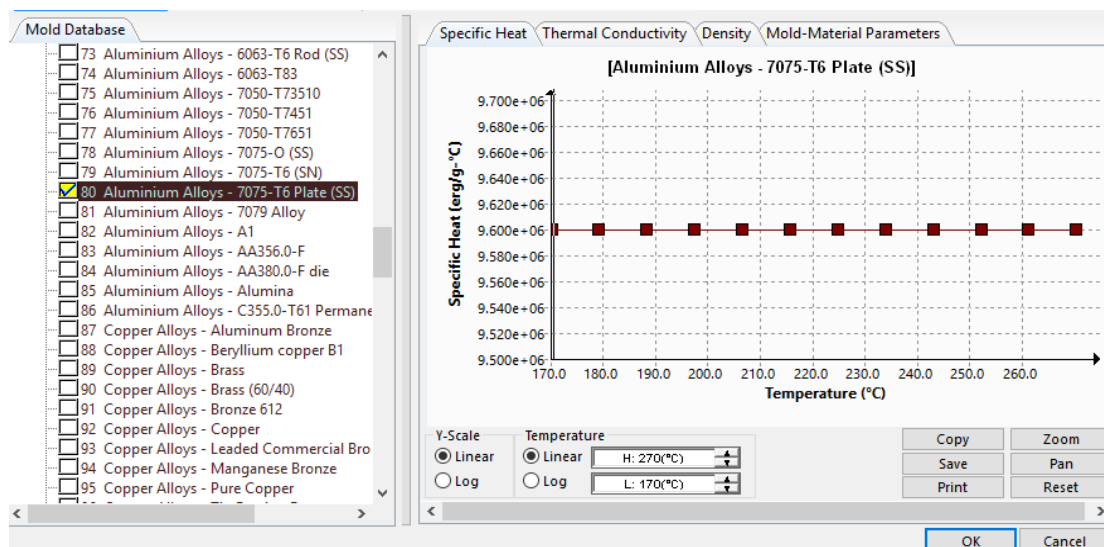 Mold Database
73 Aluminium Alloys - 6063-T6 Rod (SS)
74 Aluminium Alloys - 6063-T83
75 Aluminium Alloys - 7050-T73510
76 Aluminium Alloys - 7050-T7451
77 Aluminium Alloys - 7050-T7651
78 Aluminium Alloys - 7075-O (SS)
79 Aluminium Alloys - 7075-T6 (SN)
80 Aluminium Alloys - 7075-T6 Plate (SS)
81 Aluminium Alloys - 7079 Alloy
82 Aluminium Alloys - A1
83 Aluminium Alloys - AA356.0-F
84 Aluminium Alloys - AA380.0-F die
85 Aluminium Alloys - Alumina
86 Aluminium Alloys - C355.0-T61 Permane
87 Copper Alloys - Aluminum Bronze
88 Copper Alloys - Beryllium copper B1
89 Copper Alloys - Brass
90 Copper Alloys - Brass (60/40)
91 Copper Alloys - Bronze 612
92 Copper Alloys - Copper
93 Copper Alloys - Leaded Commercial Bro
94 Copper Alloys - Manganese Bronze
95 Copper Alloys - Pure Copper
Specific Heat Thermal Conductivity Density Mold-Material Parameters
[Aluminium Alloys - 7075-T6 Plate (SS)]
Specific Heat (erg/g-°C)
9.700e+06
9.680e+06
9.660e+06
9.640e+06
9.620e+06
9.600e+06
9.580e+06
9.560e+06
9.540e+06
9.520e+06
9.500e+06
170.0 180.0 190.0 200.0 210.0 220.0 230.0 240.0 250.0 260.0
Temperature (°C)
Y-Scale Temperature
Linear Linear H: 270(°C)
Log Log L: 170(°C)
Copy Zoom
Save Pan
Print Reset
OK Cancel